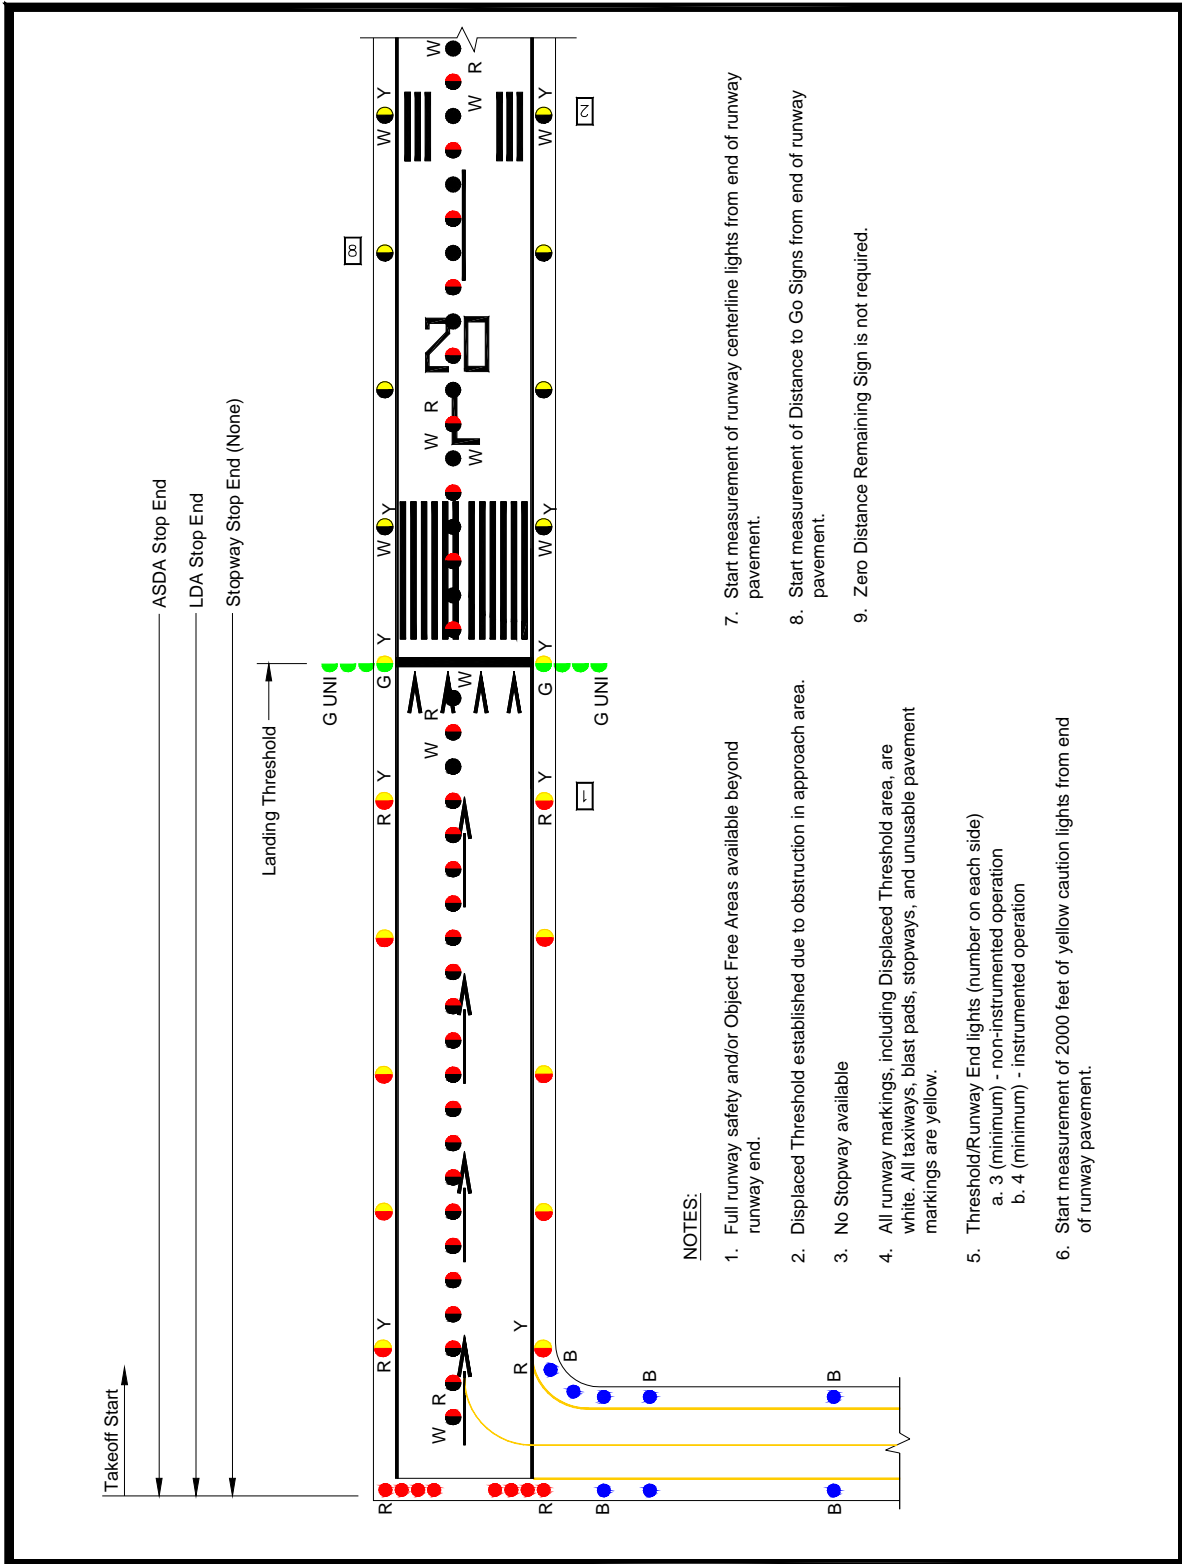 Takeoff Start
ASDA Stop End
LDA Stop End
Stopway Stop End (None)
Landing Threshold
G UNI
8
R R Y R Y G Y W Y W Y
W R W R W R W
20
L
W W W R
R Y
R R Y G Y W Y W Y
B
1 2
B G UNI
B
B B
NOTES:
1. Full runway safety and/or Object Free Areas available beyond
runway end.
2. Displaced Threshold established due to obstruction in approach area.
3. No Stopway available
4. All runway markings, including Displaced Threshold area, are
white. All taxiways, blast pads, stopways, and unusable pavement
markings are yellow.
5. Threshold/Runway End lights (number on each side)
a. 3 (minimum) - non-instrumented operation
b. 4 (minimum) - instrumented operation
6. Start measurement of 2000 feet of yellow caution lights from end
of runway pavement.
7. Start measurement of runway centerline lights from end of runway
pavement.
8. Start measurement of Distance to Go Signs from end of runway
pavement.
9. Zero Distance Remaining Sign is not required.